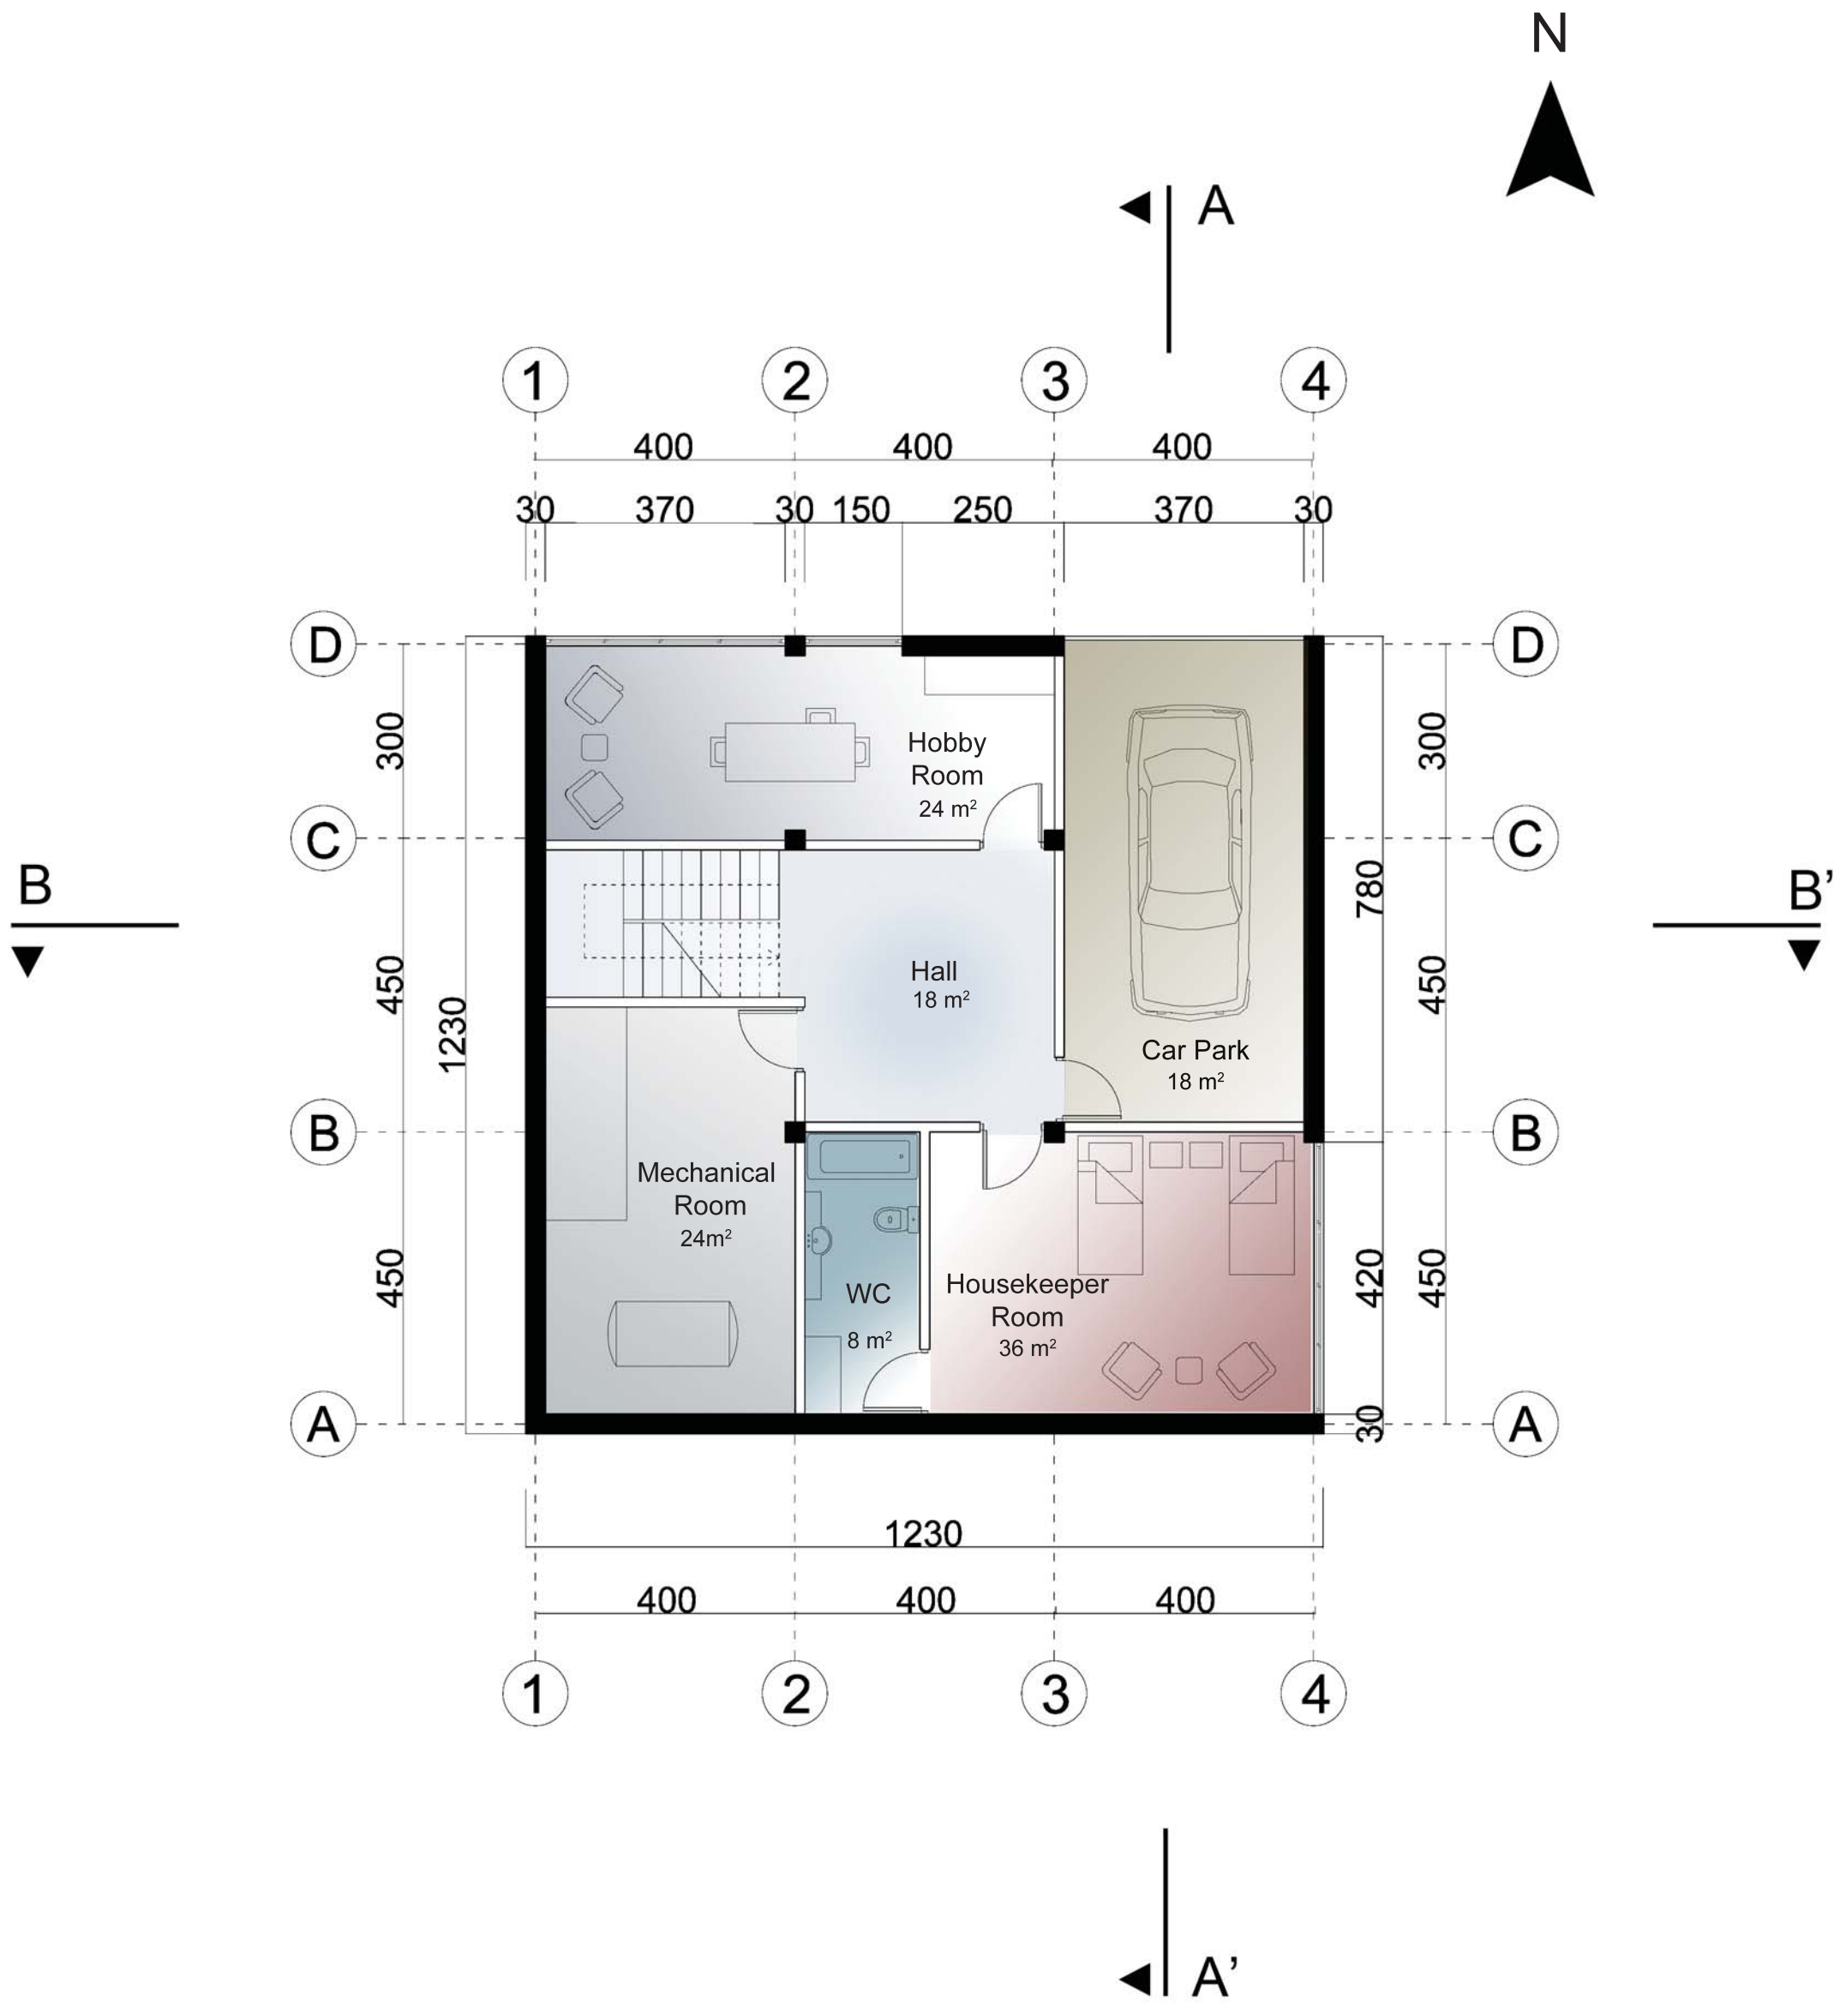 N
A
1 2 3 4
400 400 400
30 370 30 150 250 370 30
D D
300 300
Hobby
Room
24 m²
C C
B B’
780
450 450
Hall
18 m²
1230
Car Park
18 m²
B B
Mechanical
Room
24m²
WC
8 m²
Housekeeper
Room
36 m²
450 420 450
A 30 A
1230
400 400 400
1 2 3 4
A’